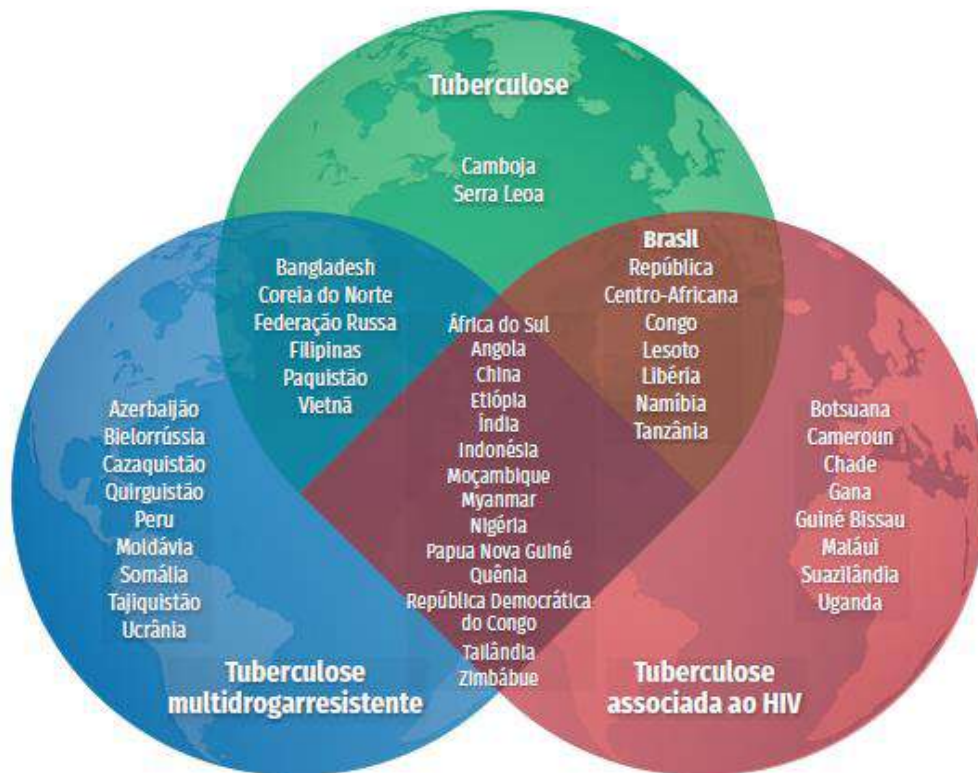 Tuberculose
Camboja
Serra Leoa
Bangladesh
Coreia do Norte
Federação Russa
Filipinas
Paquistão
Vietnã
Brasil
República
Centro-Africana
Congo
Lesoto
Libéria
Namíbia
Tanzânia
África do Sul
Angola
China
Etiópia
Índia
Indonésia
Moçambique
Myanmar
Nigéria
Papua Nova Guiné
Quênia
República Democrática
do Congo
Tailândia
Zimbábue
Azerbaijão
Bielorrússia
Cazaquistão
Quirguistão
Peru
Moldávia
Somália
Tajiquistão
Ucrânia
Botsuana
Cameroun
Chade
Gana
Guiné Bissau
Maláui
Suazilândia
Uganda
Tuberculose
multidrogarresistente
Tuberculose
associada ao HIV